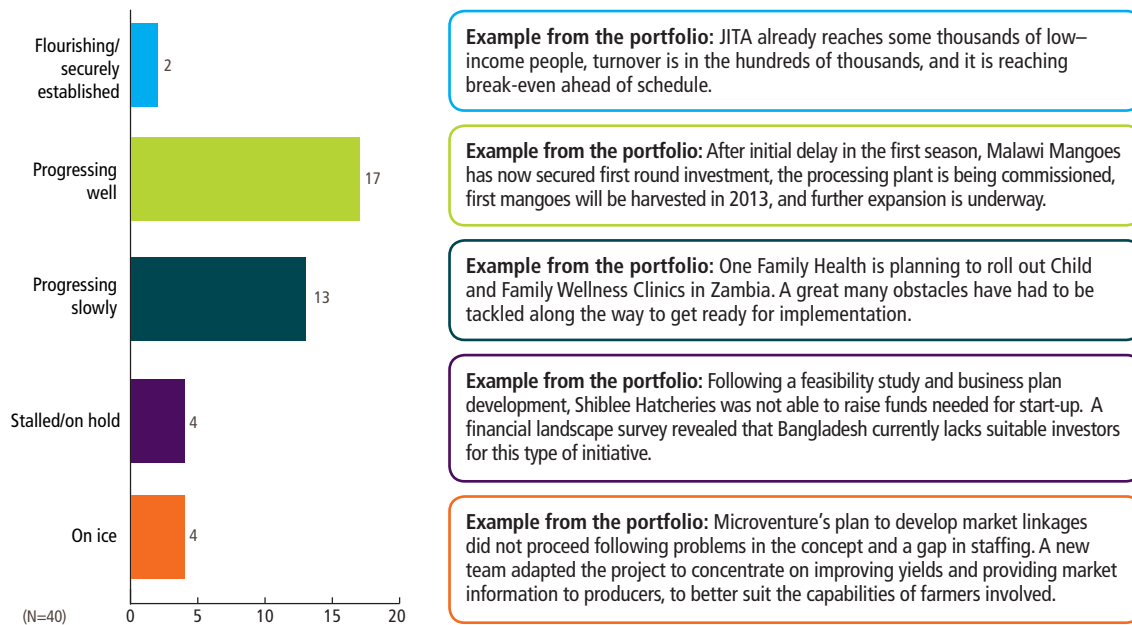 Flourishing/
securely
established
2
Example from the portfolio: JITA already reaches some thousands of low–
income people, turnover is in the hundreds of thousands, and it is reaching
break-even ahead of schedule.
Progressing
well
17
Example from the portfolio: After initial delay in the first season, Malawi Mangoes
has now secured first round investment, the processing plant is being commissioned,
first mangoes will be harvested in 2013, and further expansion is underway.
Progressing
slowly
13
Example from the portfolio: One Family Health is planning to roll out Child
and Family Wellness Clinics in Zambia. A great many obstacles have had to be
tackled along the way to get ready for implementation.
Stalled/on hold
4
Example from the portfolio: Following a feasibility study and business plan
development, Shiblee Hatcheries was not able to raise funds needed for start-up. A
financial landscape survey revealed that Bangladesh currently lacks suitable investors
for this type of initiative.
On ice
4
Example from the portfolio: Microventure's plan to develop market linkages
did not proceed following problems in the concept and a gap in staffing. A new
team adapted the project to concentrate on improving yields and providing market
information to producers, to better suit the capabilities of farmers involved.
(N=40) 0 5 10 15 20